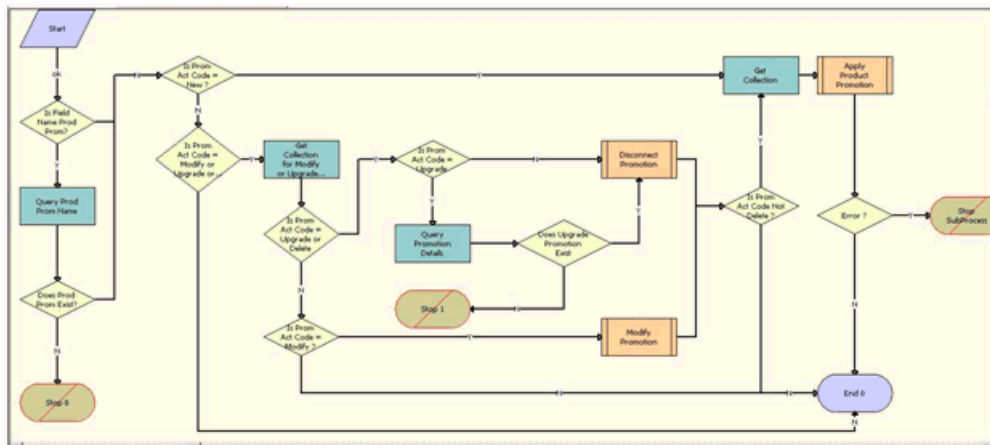 Start
ok
Is Field
Name Prod
Prom?
N
Y
Query Prod
Prom Name
Does Prod
Prom Exist?
N
Stop 0
Is Prom
Act Code =
New ?
Y
N
Is Prom
Act Code =
Modify or
Upgrade or...
Y
Get
Collection
for Modify
or Upgrade...
Is Prom
Act Code =
Upgrade or
Delete
Y
N
Is Prom
Act Code =
Modify ?
Y
N
Is Prom
Act Code =
Upgrade
N
Y
Query
Promotion
Details
Does Upgrade
Promotion
Exist
Y
N
Stop 1
Disconnect
Promotion
Modify
Promotion
Is Prom
Act Code Not
Delete ?
Y
N
Get
Collection
Apply
Product
Promotion
Error ?
Y
N
Stop
SubProcess
End 0
N